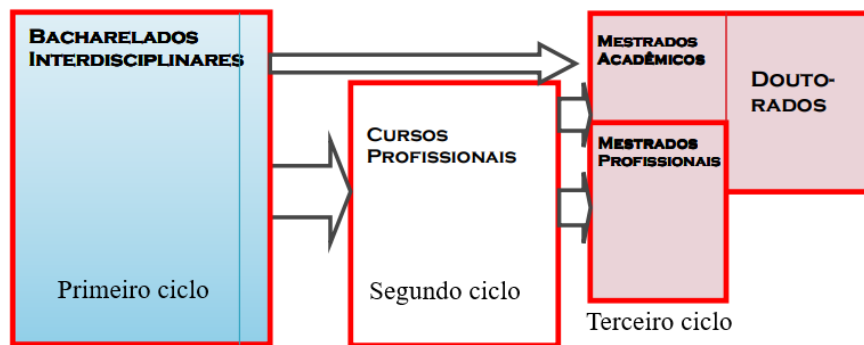 BACHARELADOS
INTERDISCIPLINARES
Primeiro ciclo
CURSOS
PROFISSIONAIS
Segundo ciclo
MESTRADOS
ACADÊMICOS
DOUTO-
RADOS
MESTRADOS
PROFISSIONAIS
Terceiro ciclo